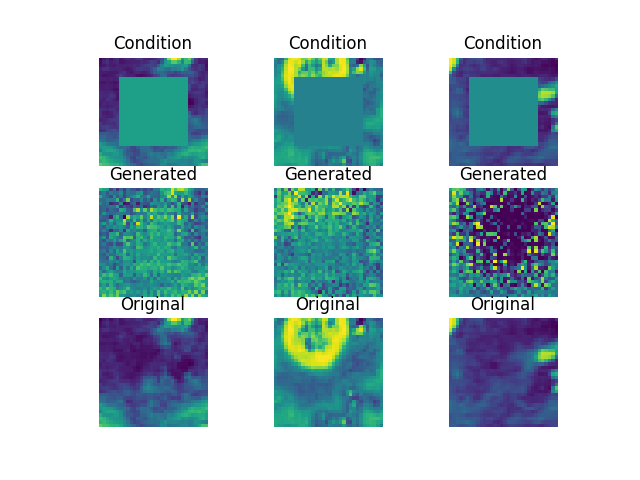 Condition Condition Condition
Generated Generated Generated
Original Original Original